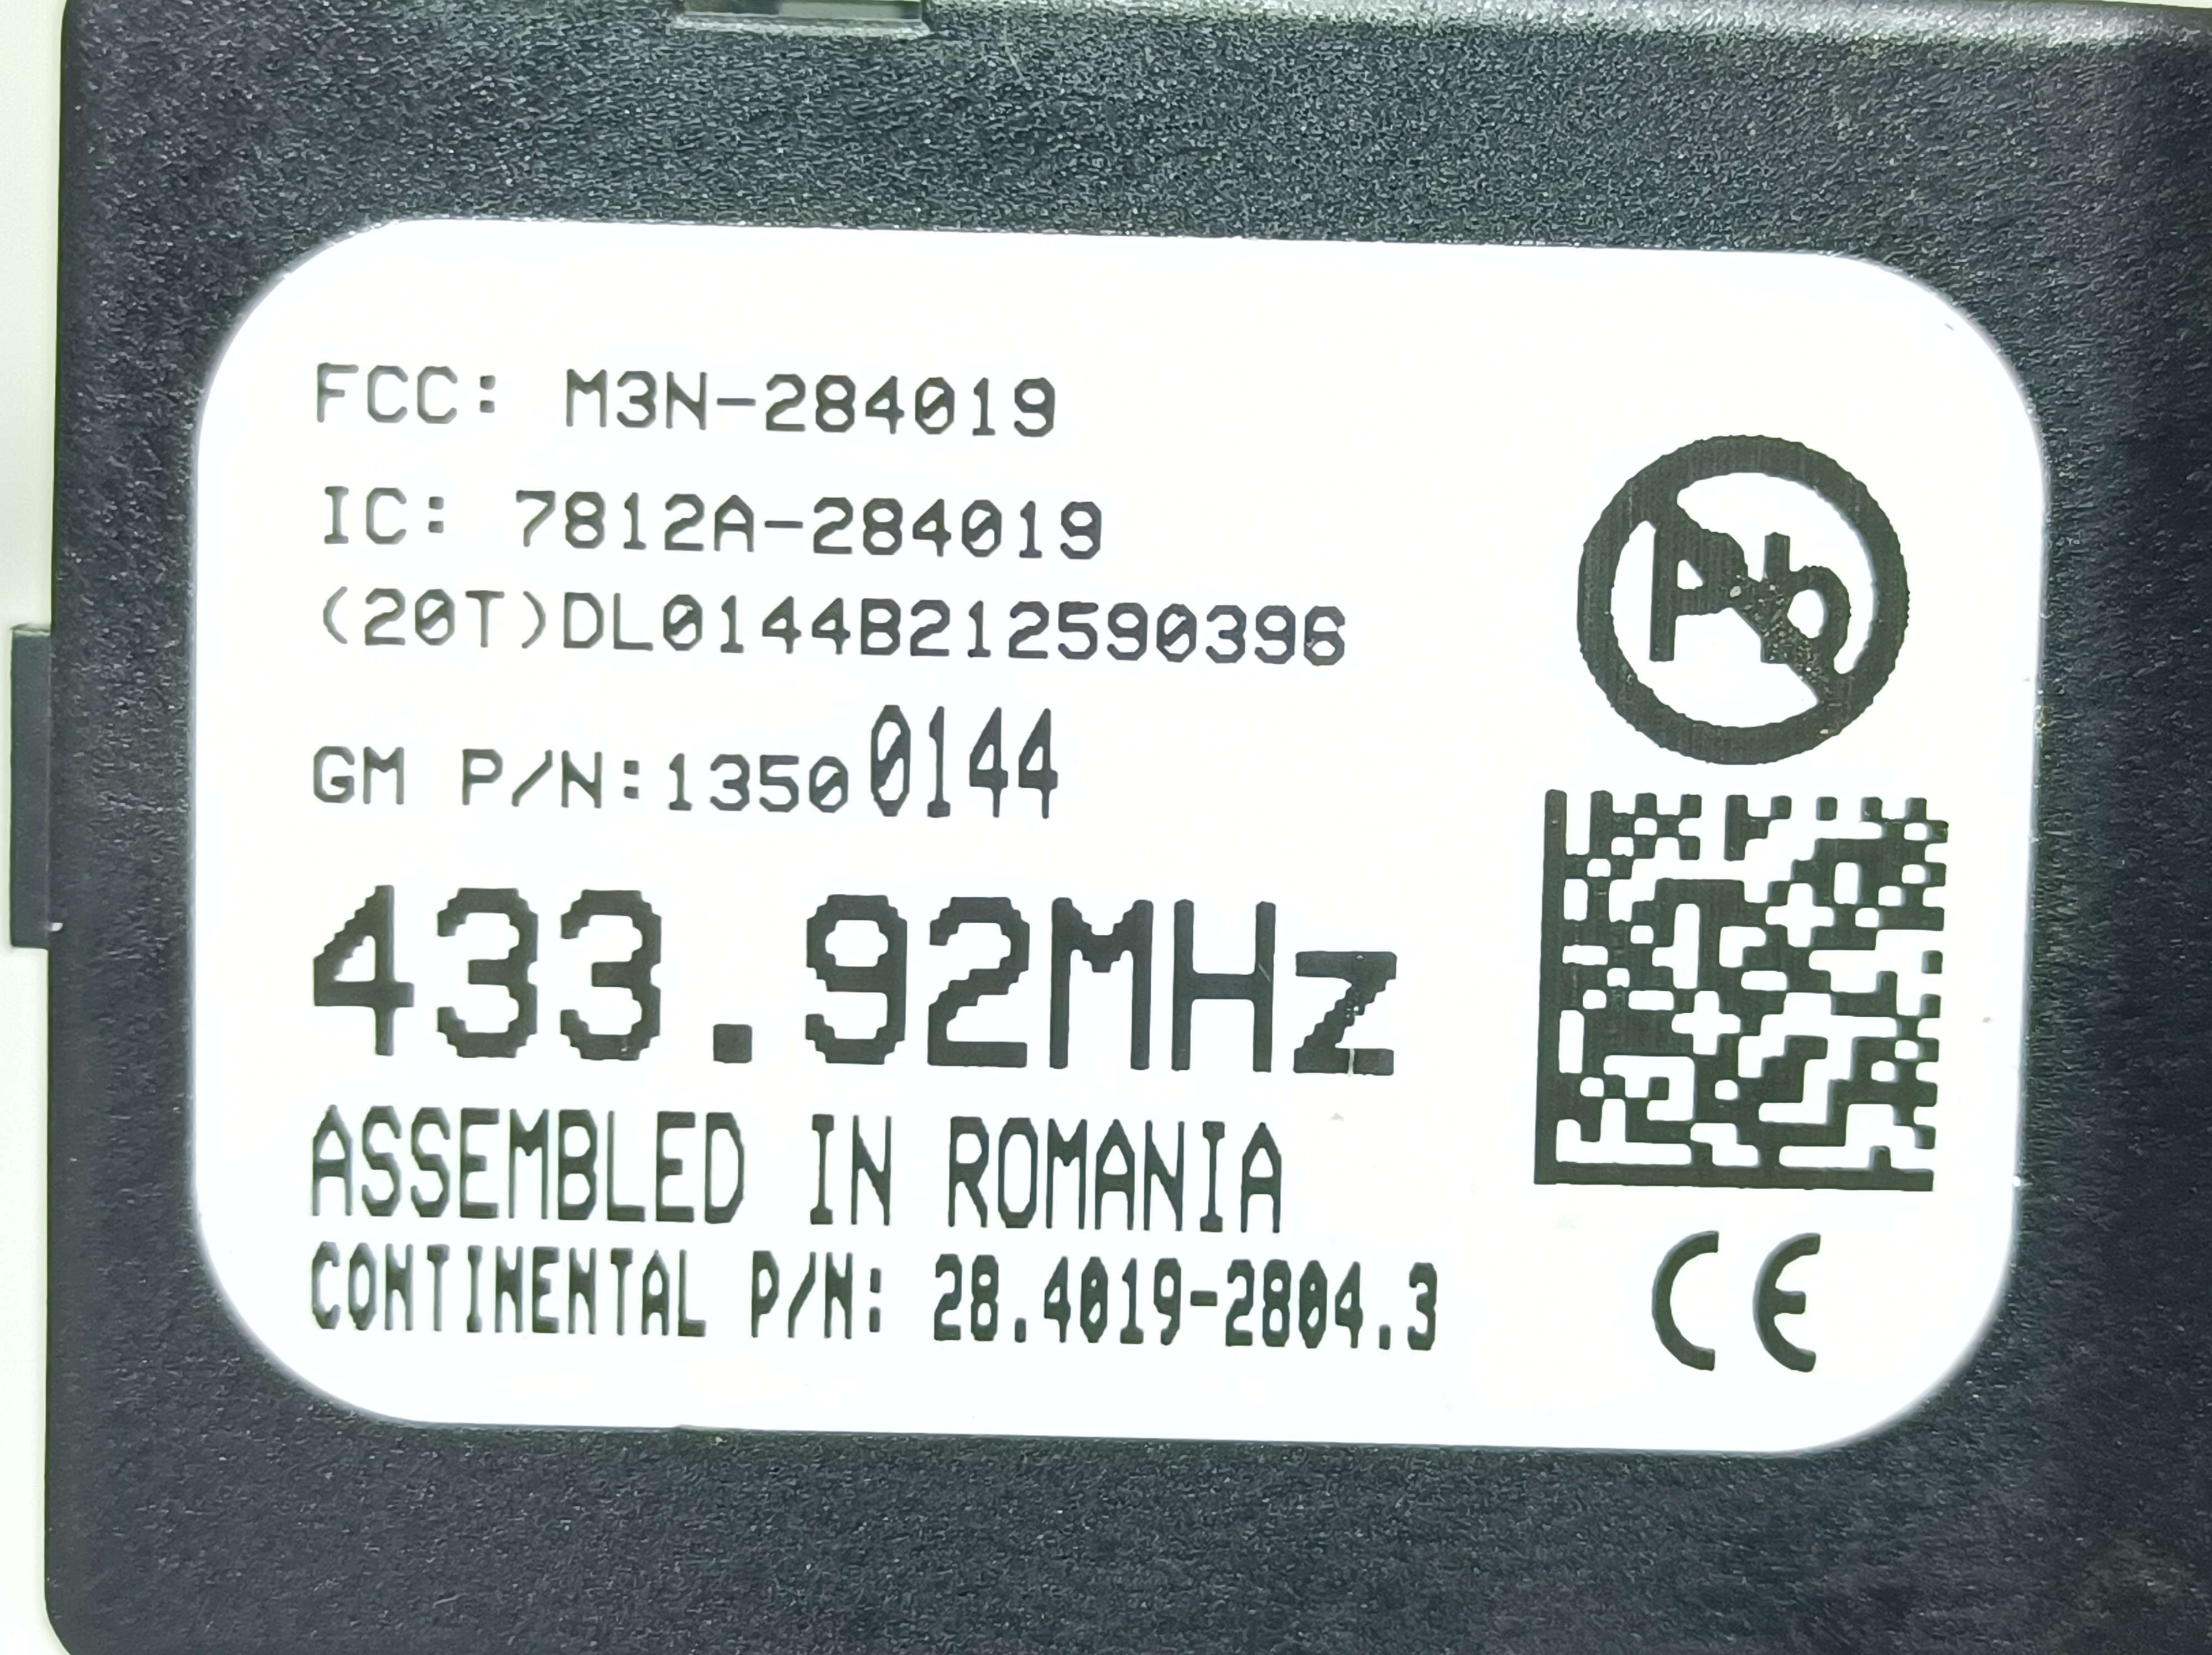 FCC: M3N-284019
IC: 7812A-284019
(20T)DL0144B212590396
GM P/N:13500144
Pb
433.92MHz
ASSEMBLED IN ROMANIA
CONTINENTAL P/N: 28.4019-2804.3
CE